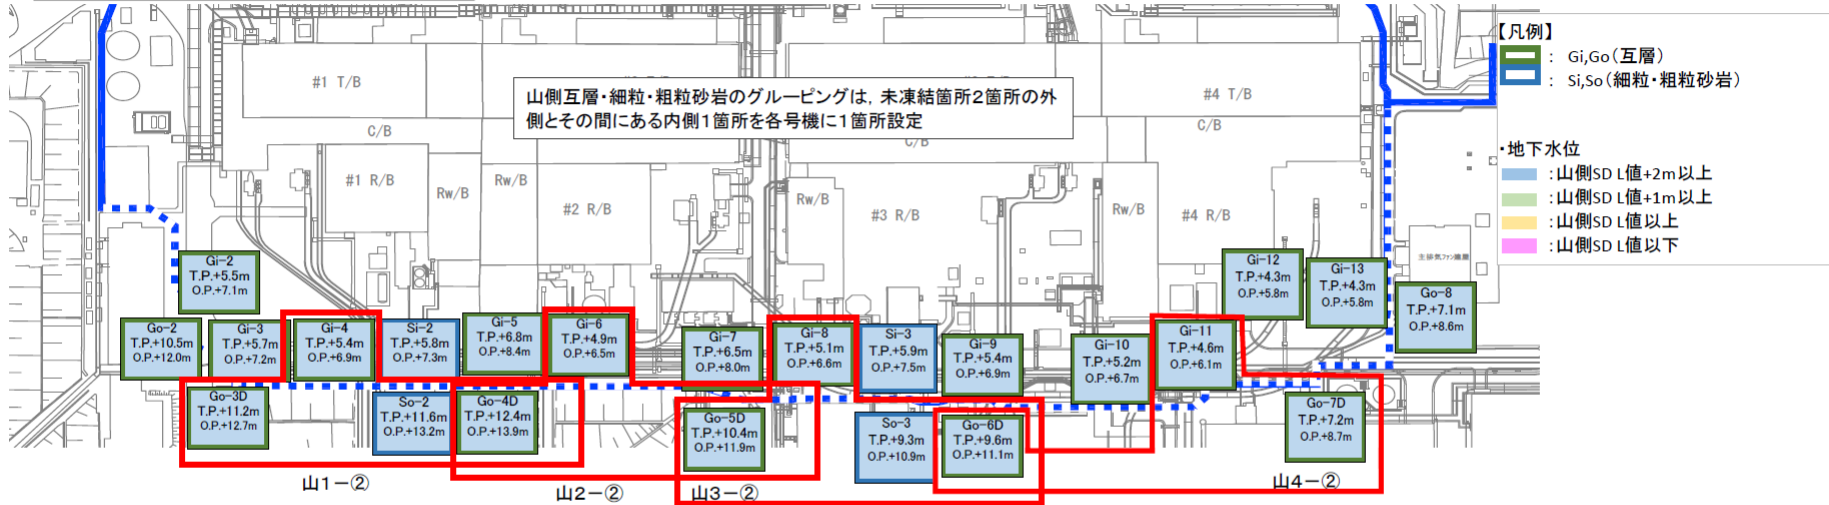 #1 T/B
#4 T/B
山側互層・細粒・粗粒砂岩のグルーピングは，未凍結箇所2箇所の外
側とその間にある内側1箇所を各号機に1箇所設定
C/B
C/B
C/B
#1 R/B
Rw/B
Rw/B
#2 R/B
Rw/B
#3 R/B
Rw/B
#4 R/B
【凡例】
： Gi,Go（互層）
： Si,So（細粒・粗粒砂岩）
・地下水位
：山側SD L値+2m以上
：山側SD L値+1m以上
：山側SD L値以上
：山側SD L値以下
主排気ファン建屋
Gi-2
T.P.+5.5m
O.P.+7.1m
Go-2
T.P.+10.5m
O.P.+12.0m
Gi-3
T.P.+5.7m
O.P.+7.2m
Gi-4
T.P.+5.4m
O.P.+6.9m
Si-2
T.P.+5.8m
O.P.+7.3m
Gi-5
T.P.+6.8m
O.P.+8.4m
Gi-6
T.P.+4.9m
O.P.+6.5m
Gi-7
T.P.+6.5m
O.P.+8.0m
Gi-8
T.P.+5.1m
O.P.+6.6m
Si-3
T.P.+5.9m
O.P.+7.5m
Gi-9
T.P.+5.4m
O.P.+6.9m
Gi-10
T.P.+5.2m
O.P.+6.7m
Gi-11
T.P.+4.6m
O.P.+6.1m
Gi-12
T.P.+4.3m
O.P.+5.8m
Gi-13
T.P.+4.3m
O.P.+5.8m
Go-8
T.P.+7.1m
O.P.+8.6m
Go-3D
T.P.+11.2m
O.P.+12.7m
So-2
T.P.+11.6m
O.P.+13.2m
Go-4D
T.P.+12.4m
O.P.+13.9m
Go-5D
T.P.+10.4m
O.P.+11.9m
So-3
T.P.+9.3m
O.P.+10.9m
Go-6D
T.P.+9.6m
O.P.+11.1m
Go-7D
T.P.+7.2m
O.P.+8.7m
山1－②
山2－②
山3－②
山4－②